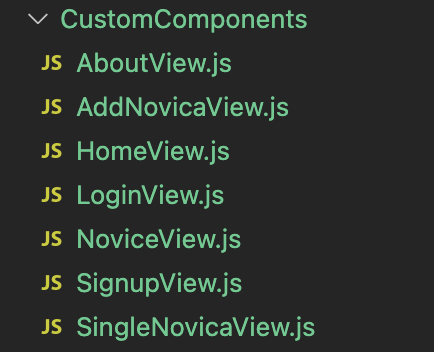 CustomComponents
JS AboutView.js
JS AddNovicaView.js
JS HomeView.js
JS LoginView.js
JS NoviceView.js
JS SignupView.js
JS SingleNovicaView.js